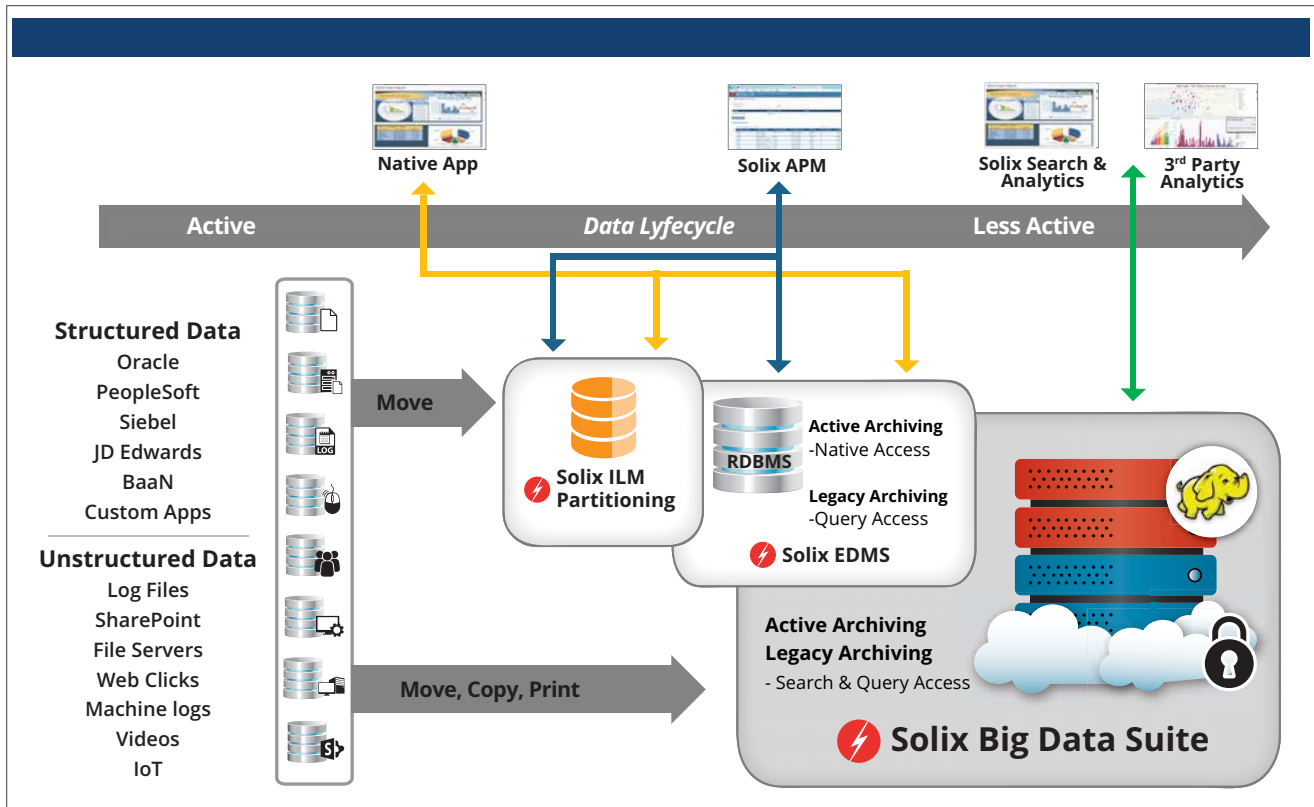 Native App
Solix APM
Solix Search &
Analytics
3rd Party
Analytics
Active
Data Lyfecycle
Less Active
Structured Data
Oracle
PeopleSoft
Siebel
JD Edwards
BaaN
Custom Apps
Unstructured Data
Log Files
SharePoint
File Servers
Web Clicks
Machine logs
Videos
IoT
LOG
S
Move
Move, Copy, Print
Solix ILM
Partitioning
RDBMS
Active Archiving
-Native Access
Legacy Archiving
-Query Access
Solix EDMS
Active Archiving
Legacy Archiving
- Search & Query Access
Solix Big Data Suite